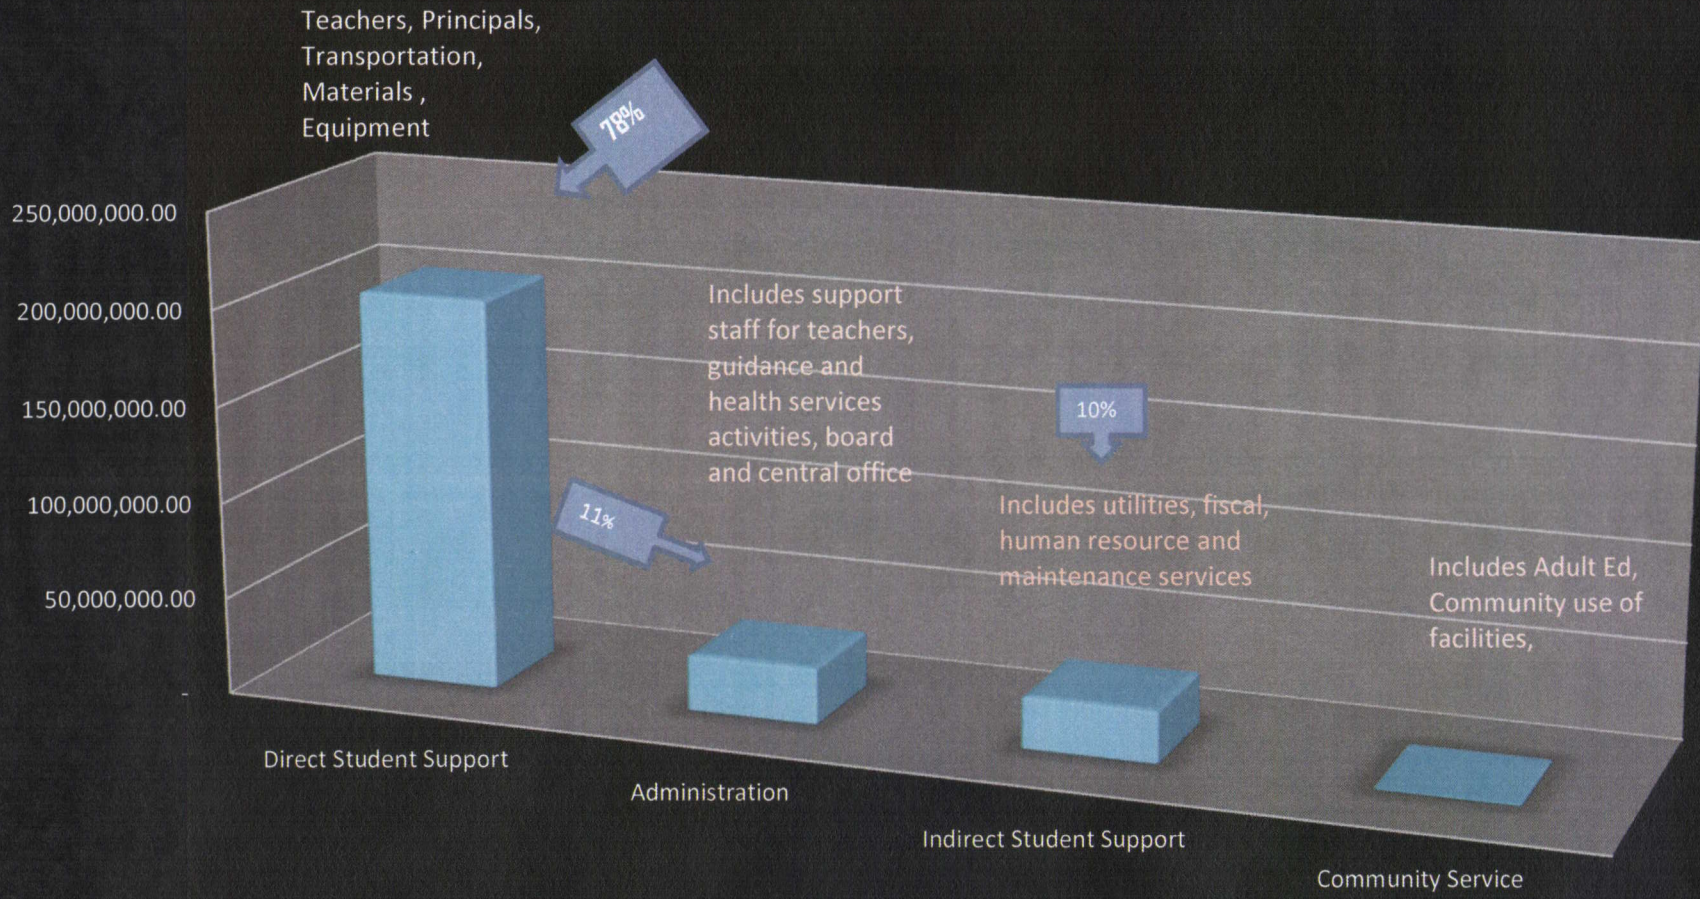 Teachers, Principals,
Transportation,
Materials ,
Equipment
78%
250,000,000.00
200,000,000.00
150,000,000.00
100,000,000.00
50,000,000.00
-
Includes support
staff for teachers,
guidance and
health services
activities, board
and central office
11%
10%
Includes utilities, fiscal,
human resource and
maintenance services
Includes Adult Ed,
Community use of
facilities,
Direct Student Support
Administration
Indirect Student Support
Community Service